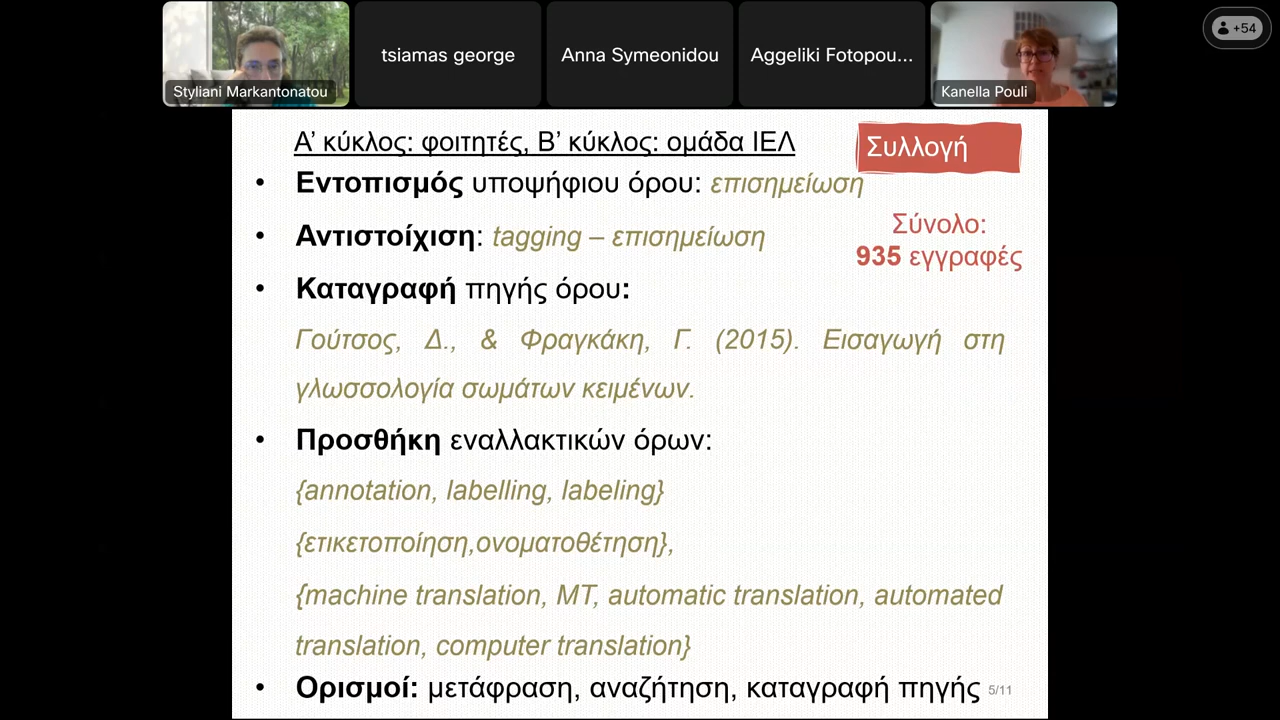 Styliani Markantonatou
tsiamas george
Anna Symeonidou
Aggeliki Fotopou...
Kanella Pouli
+54
Α’ κύκλος: φοιτητές, Β’ κύκλος: ομάδα ΙΕΛ
Συλλογή
• Εντοπισμός υποψήφιου όρου: επισημείωση
Σύνολο:
935 εγγραφές
• Αντιστοίχιση: tagging – επισημείωση
• Καταγραφή πηγής όρου:
Γούτσος, Δ., & Φραγκάκη, Γ. (2015). Εισαγωγή στη
γλωσσολογία σωμάτων κειμένων.
• Προσθήκη εναλλακτικών όρων:
{annotation, labelling, labeling}
{ετικετοποίηση,ονοματοθέτηση},
{machine translation, MT, automatic translation, automated
translation, computer translation}
• Ορισμοί: μετάφραση, αναζήτηση, καταγραφή πηγής
5/11